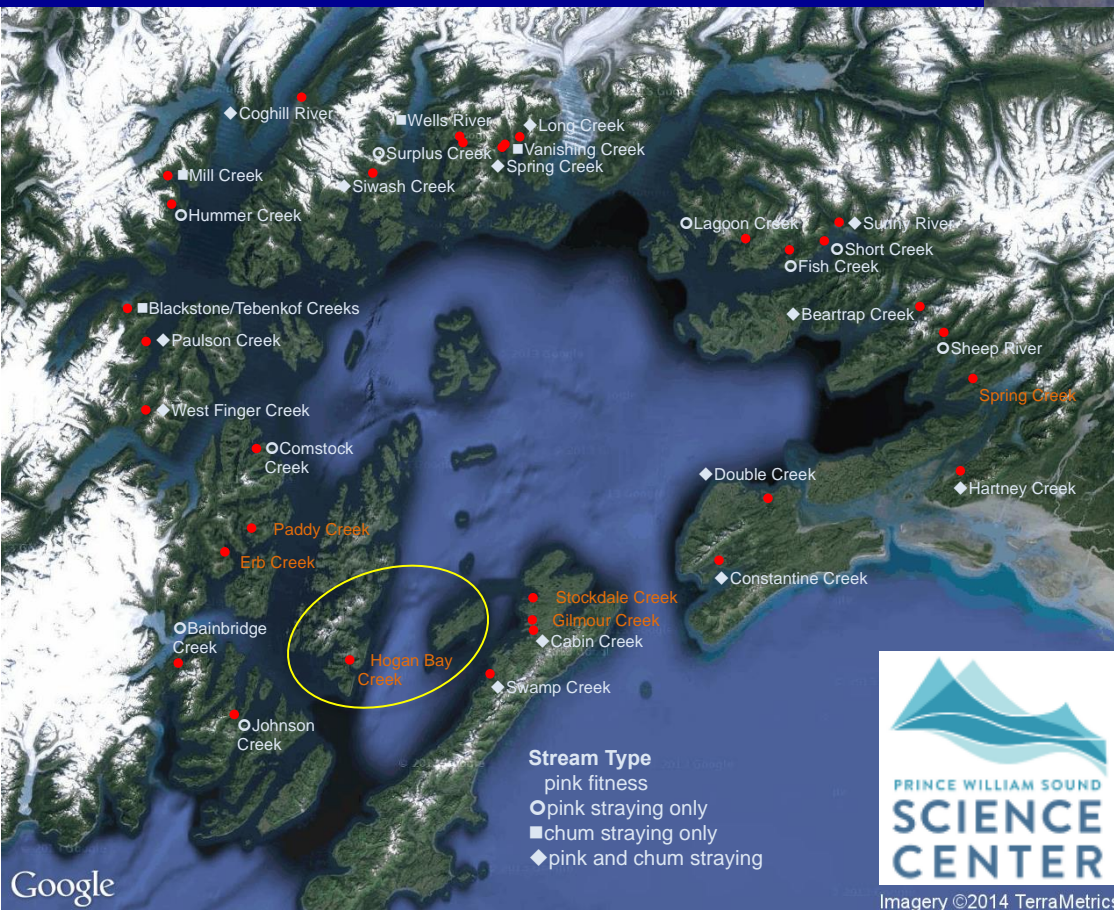 Coghill River
Wells River
Long Creek
Surplus Creek
Vanishing Creek
Spring Creek
Mill Creek
Siwash Creek
Hummer Creek
Lagoon Creek
Sunny River
Short Creek
Fish Creek
Blackstone/Tebenkof Creeks
Beartrap Creek
Paulson Creek
Sheep River
Spring Creek
West Finger Creek
Comstock
Creek
Double Creek
Hartney Creek
Paddy Creek
Erb Creek
Constantine Creek
Stockdale Creek
Gilmour Creek
Bainbridge
Creek
Cabin Creek
Hogan Bay
Creek
Swamp Creek
Johnson
Creek
Stream Type
pink fitness
pink straying only
chum straying only
pink and chum straying
PRINCE WILLIAM SOUND
SCIENCE
CENTER
Google
Imagery ©2014 TerraMetrics